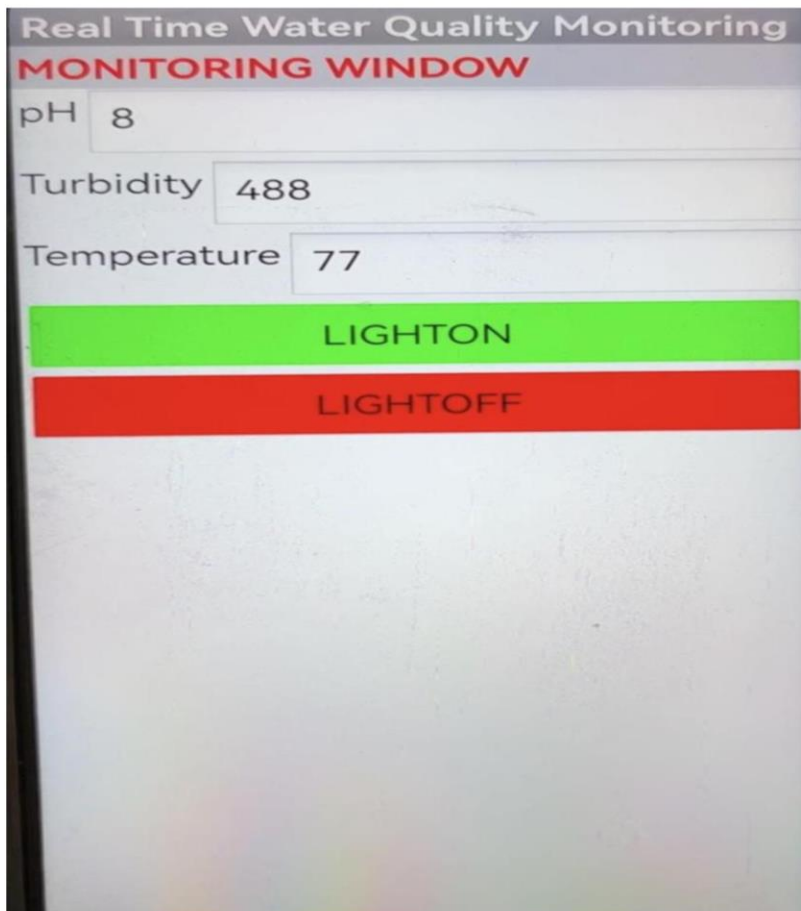 Real Time Water Quality Monitoring
MONITORING WINDOW
pH 8
Turbidity 488
Temperature 77
LIGHTON
LIGHTOFF